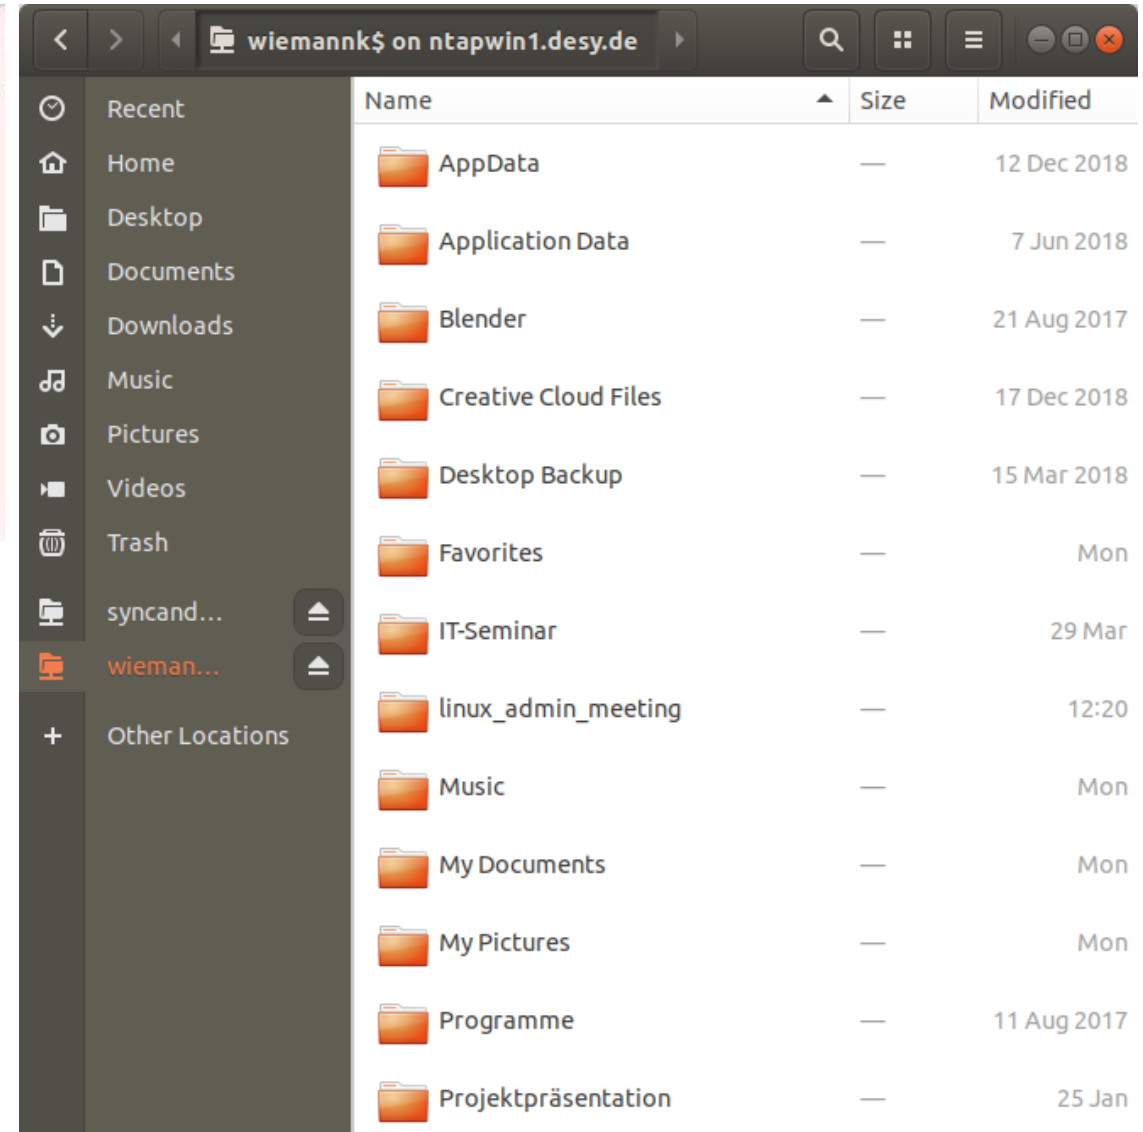 wiemannk$ on ntapwin1.desy.de
Recent
Home
Desktop
Documents
Downloads
Music
Pictures
Videos
Trash
syncand...
wieman...
Other Locations
Name Size Modified
AppData — 12 Dec 2018
Application Data — 7 Jun 2018
Blender — 21 Aug 2017
Creative Cloud Files — 17 Dec 2018
Desktop Backup — 15 Mar 2018
Favorites — Mon
IT-Seminar — 29 Mar
linux_admin_meeting — 12:20
Music — Mon
My Documents — Mon
My Pictures — Mon
Programme — 11 Aug 2017
Projektpräsentation — 25 Jan